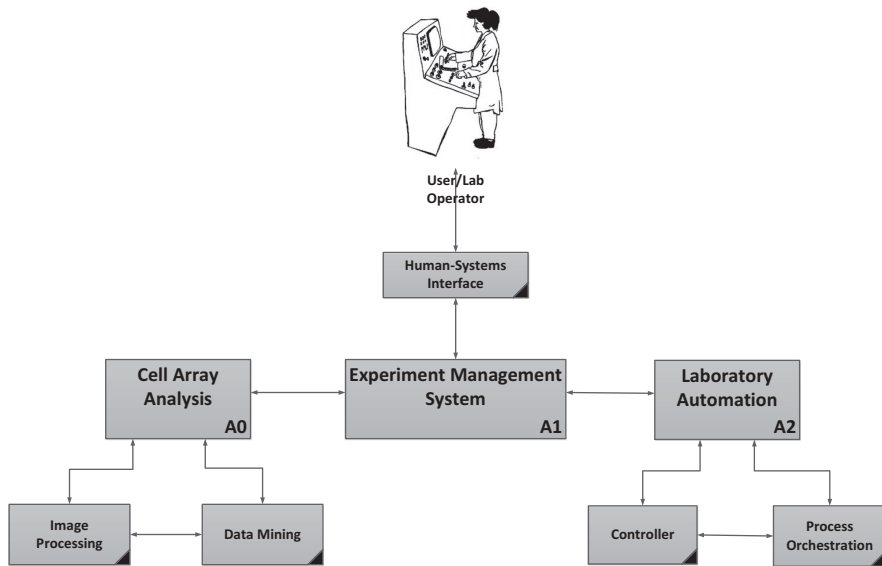 User/Lab
Operator
Human-Systems
Interface
Cell Array
Analysis
A0
Experiment Management
System
A1
Laboratory
Automation
A2
Image
Processing
Data Mining
Controller
Process
Orchestration